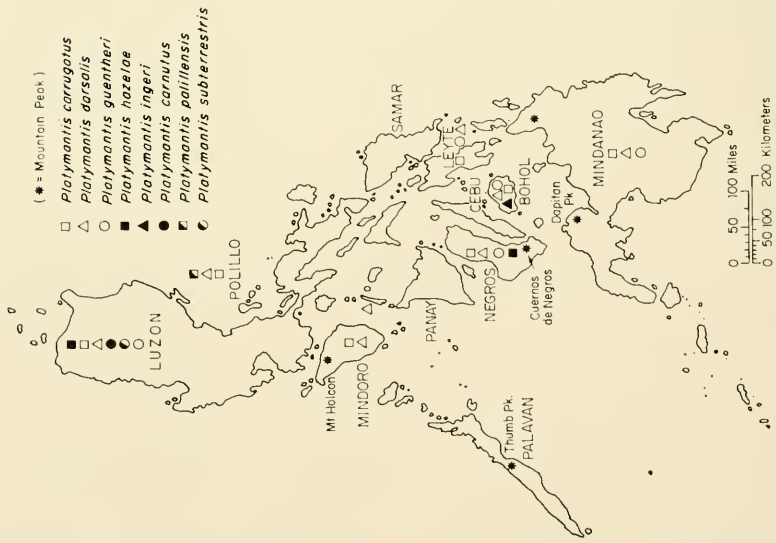 ( ✷ = Mountain Peak )
□ Platymantis corrugatus
△ Platymantis dorsalis
○ Platymantis guentheri
■ Platymantis hazelae
▲ Platymantis ingeri
● Platymantis cornutus
◪ Platymantis polillensis
◒ Platymantis subterrestris
LUZON
POLILLO
Mt Holcon
MINDORO
SAMAR
LEYTE
CEBU
BOHOL
PANAY
NEGROS
Cuernos
de Negros
Dapitan
Pk
Thumb Pk.
PALAVAN
MINDANAO
0 50 100 Miles
0 50 100 200 Kilometers